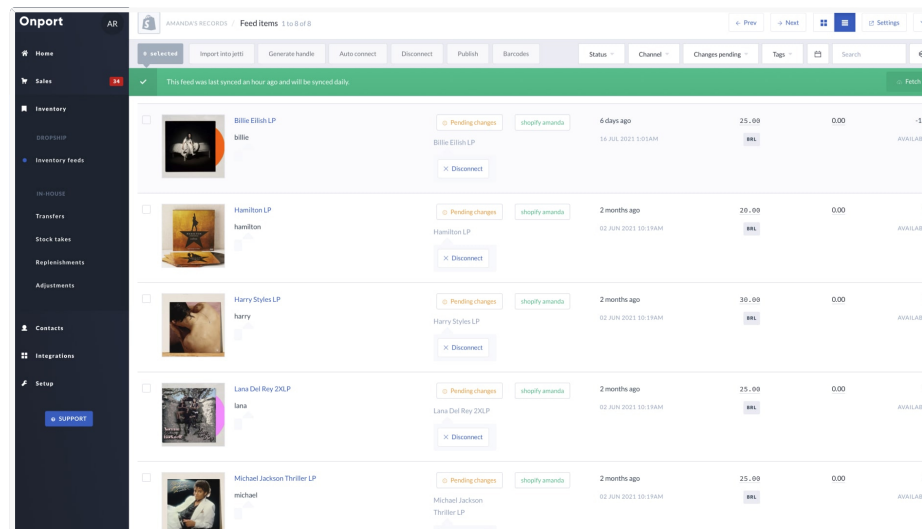 Onport
AR
AMANDA'S RECORDS / Feed items 1 to 8 of 8
← Prev
→ Next
Settings
Home
Sales
34
Inventory
DROPSHIP
Inventory feeds
IN-HOUSE
Transfers
Stock takes
Replenishments
Adjustments
Contacts
Integrations
Setup
SUPPORT
selected
Import into jetti
Generate handle
Auto connect
Disconnect
Publish
Barcodes
Status
Channel
Changes pending
Tags
Search
This feed was last synced an hour ago and will be synced daily.
Fetch
Billie Eilish LP
billie
Pending changes
shopify amanda
Billie Eilish LP
× Disconnect
6 days ago
16 JUL 2021 1:01AM
25.00
BRL
0.00
-1
AVAILAB
Hamilton LP
hamilton
Pending changes
shopify amanda
Hamilton LP
× Disconnect
2 months ago
02 JUN 2021 10:19AM
20.00
BRL
0.00
AVAILAB
Harry Styles LP
harry
Pending changes
shopify amanda
Harry Styles LP
× Disconnect
2 months ago
02 JUN 2021 10:19AM
30.00
BRL
0.00
AVAILAB
Lana Del Rey 2XLP
lana
Pending changes
shopify amanda
Lana Del Rey 2XLP
× Disconnect
2 months ago
02 JUN 2021 10:19AM
25.00
BRL
0.00
AVAILAB
Michael Jackson Thriller LP
michael
Pending changes
shopify amanda
Michael Jackson
Thriller LP
2 months ago
02 JUN 2021 10:19AM
25.00
BRL
0.00
AVAILAB